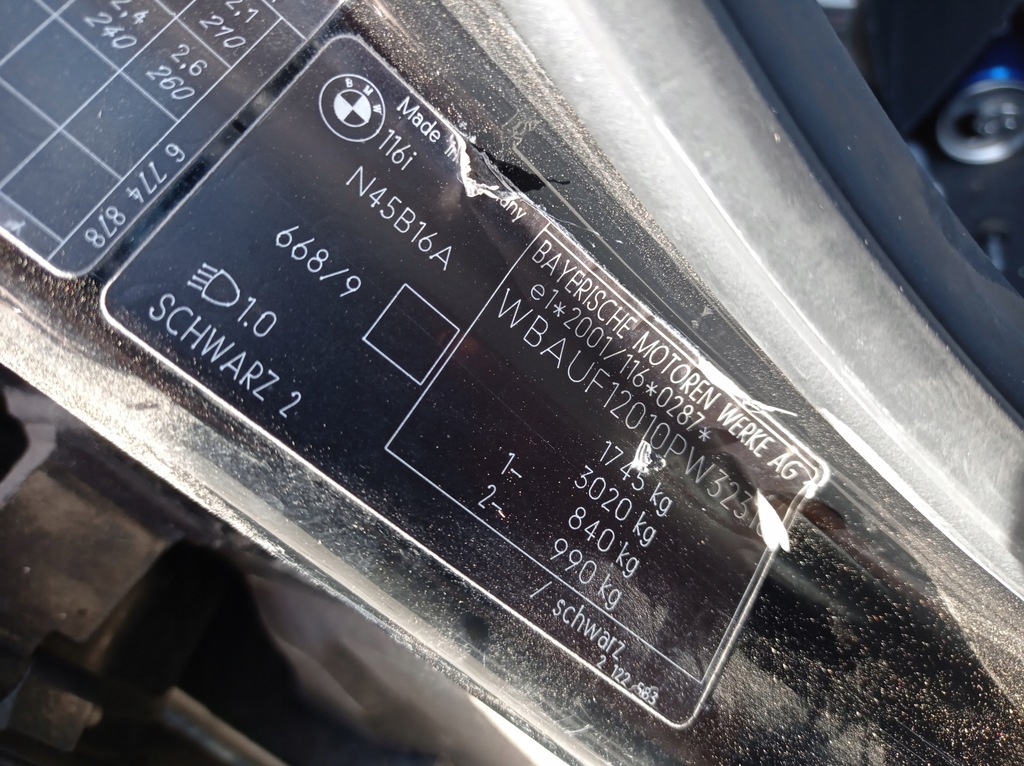 2,4
240
2,1
210
2,6
260
6 774 878
BMW
Made in
116i
N45B16A
668/9
1.0
SCHWARZ 2
BAYERISCHE MOTOREN WERKE AG
e1*2001/116*0287*
1745 kg
3020 kg
1- 840 kg
2- 990 kg
/ schwarz